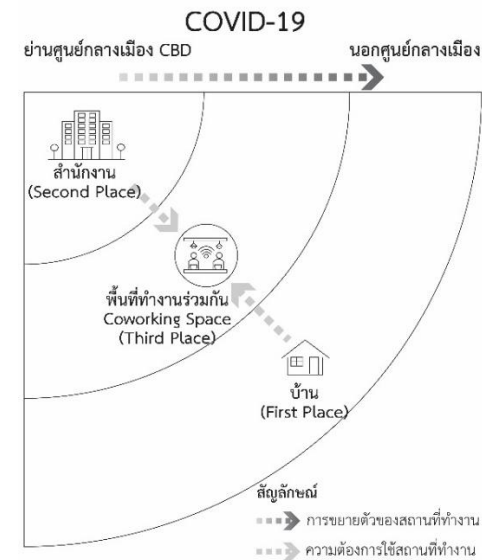 COVID-19
ย่านศูนย์กลางเมือง CBD
นอกศูนย์กลางเมือง
สำนักงาน
(Second Place)
พื้นที่ทำงานร่วมกัน
Coworking Space
(Third Place)
บ้าน
(First Place)
สัญลักษณ์
การขยายตัวของสถานที่ทำงาน
ความต้องการใช้สถานที่ทำงาน